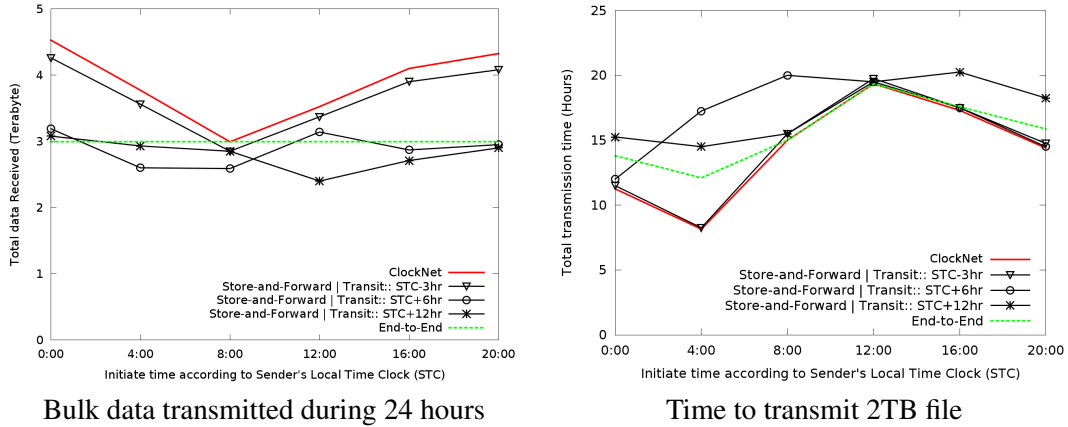 Total data Received (Terabyte)
5
4
3
2
1
0
ClockNet
Store-and-Forward | Transit:: STC-3hr
Store-and-Forward | Transit:: STC+6hr
Store-and-Forward | Transit:: STC+12hr
End-to-End
0:00 4:00 8:00 12:00 16:00 20:00
Initiate time according to Sender's Local Time Clock (STC)
Bulk data transmitted during 24 hours
Total transmission time (Hours)
25
20
15
10
5
0
ClockNet
Store-and-Forward | Transit:: STC-3hr
Store-and-Forward | Transit:: STC+6hr
Store-and-Forward | Transit:: STC+12hr
End-to-End
0:00 4:00 8:00 12:00 16:00 20:00
Initiate time according to Sender's Local Time Clock (STC)
Time to transmit 2TB file